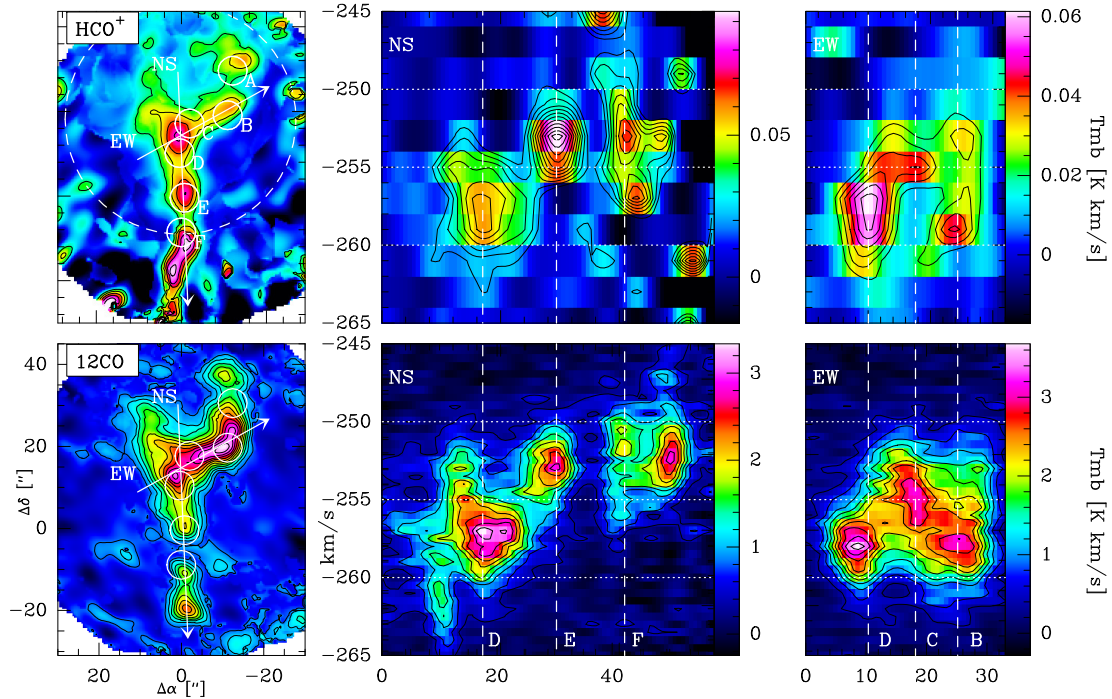 HCO⁺
NS
EW
A
B
C
D
E
F
-245
-250
-255
-260
-265
NS
0.05
0
EW
0.06
0.04
0.02
0
Tmb [K km/s]
12CO
NS
EW
40
20
0
-20
Δδ ["]
20
0
-20
Δα ["]
-245
-250
-255
-260
-265
km/s
NS
D
E
F
0
20
40
3
2
1
0
EW
D
C
B
0
10
20
30
3
2
1
0
Tmb [K km/s]